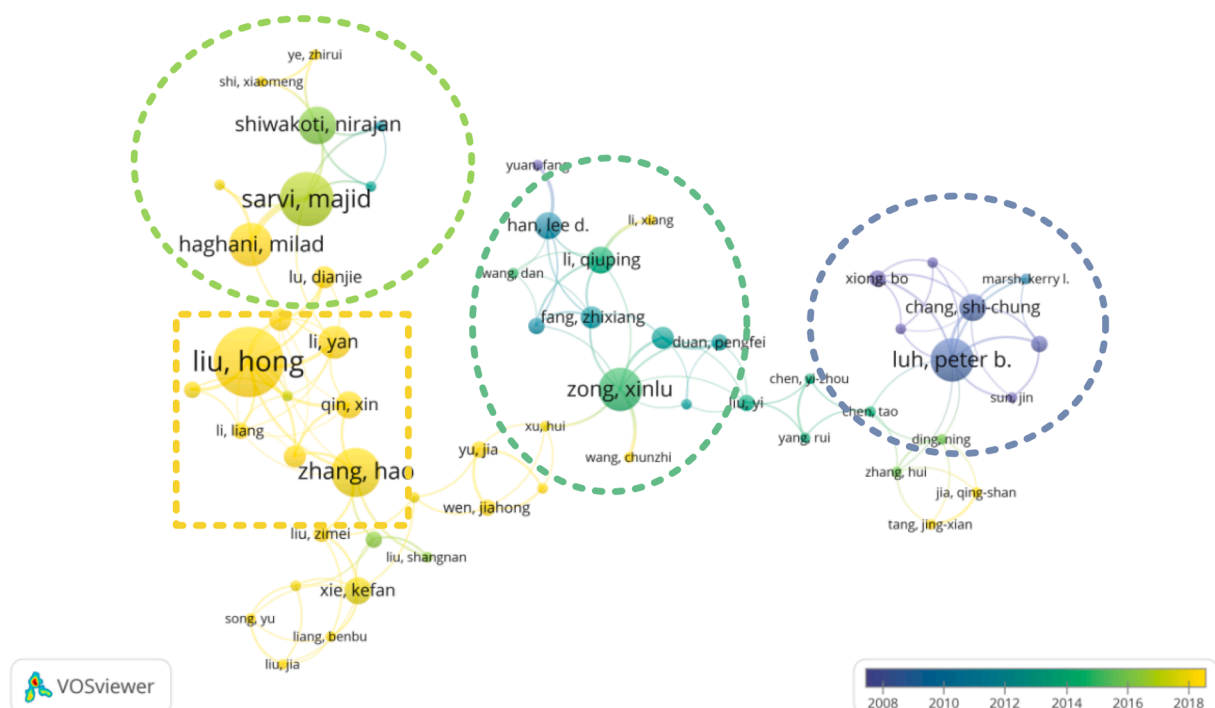 ye, zhirui
shi, xiaomeng
shiwakoti, nirajan
sarvi, majid
haghani, milad
lu, dianjie
liu, hong
li, yan
qin, xin
li, liang
zhang, hao
liu, zimei
liu, shangnan
xie, kefan
song, yu
liang, benbu
liu, jia
yuan, fang
han, lee d.
li, xiang
li, qiuping
wang, dan
fang, zhixiang
duan, pengfei
zong, xinlu
liu, yi
xu, hui
yu, jia
wang, chunzhi
wen, jiahong
chen, yi-zhou
yang, rui
chen, tao
xiong, bo
marsh, kerry l.
chang, shi-chung
luh, peter b.
sun, jin
ding, ning
zhang, hui
jia, qing-shan
tang, jing-xian
VOSviewer
2008 2010 2012 2014 2016 2018